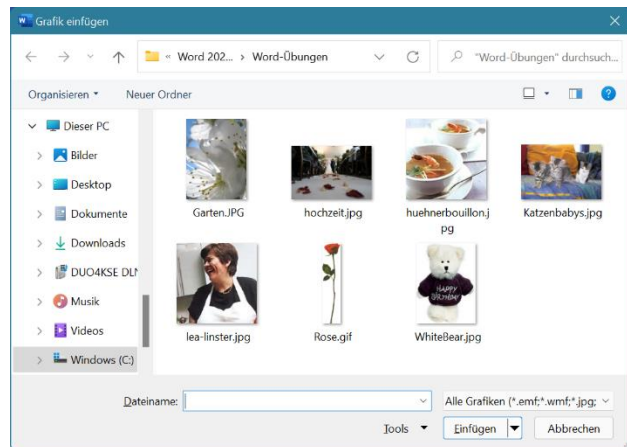 Grafik einfügen
« Word 202... › Word-Übungen
"Word-Übungen" durchsuch...
Organisieren
Neuer Ordner
Dieser PC
Bilder
Desktop
Dokumente
Downloads
DUO4KSE DLN
Musik
Videos
Windows (C:)
Garten.JPG
hochzeit.jpg
huehnerbouillon.j
pg
Katzenbabys.jpg
lea-linster.jpg
Rose.gif
HAPPY
BIRTHDAY
WhiteBear.jpg
Dateiname:
Alle Grafiken (*.emf;*.wmf;*.jpg;
Tools
Einfügen
Abbrechen